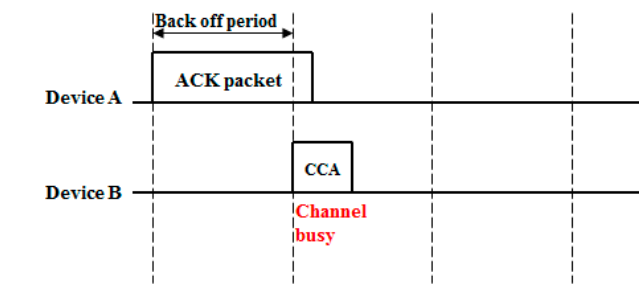 Back off period
ACK packet
Device A
CCA
Device B
Channel
busy